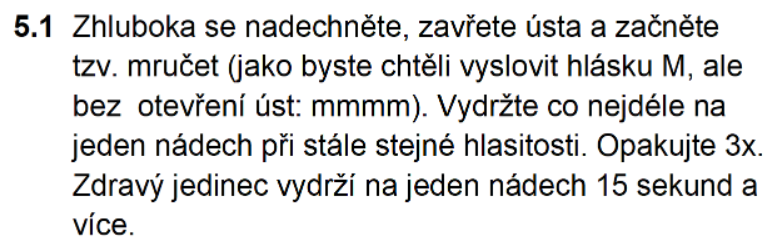 5.1 Zhluboka se nadechněte, zavřete ústa a začněte
tzv. mručet (jako byste chtěli vyslovit hlásku M, ale
bez otevření úst: mmmm). Vydržte co nejdéle na
jeden nádech při stále stejné hlasitosti. Opakujte 3x.
Zdravý jedinec vydrží na jeden nádech 15 sekund a
více.